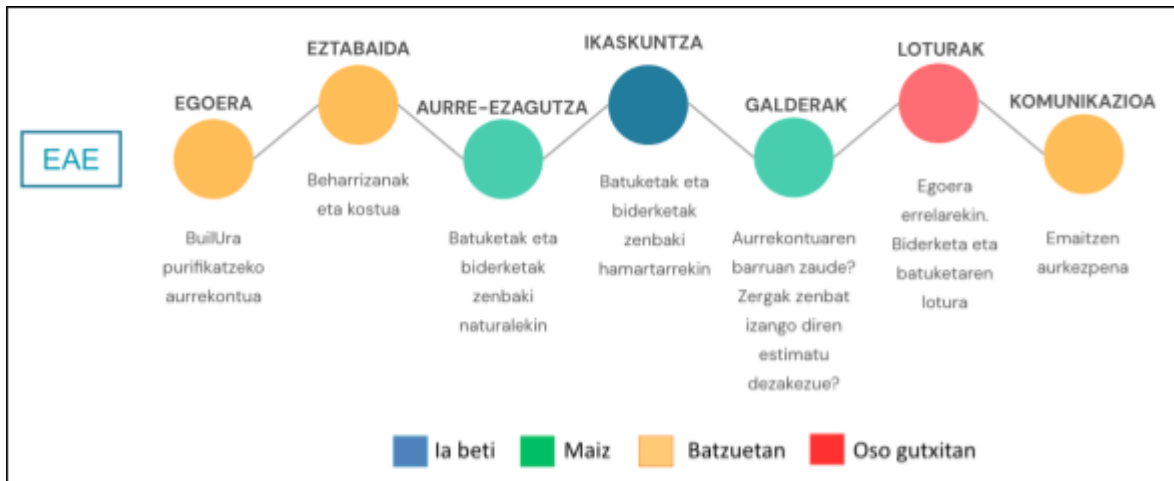 EAE
EGOERA
BuilUra
purifikatzeko
aurrekontua
EZTABAIDA
Beharrizanak
eta kostua
AURRE-EZAGUTZA
Batuketak eta
biderketak
zenbaki
naturalekin
IKASKUNTZA
Batuketak eta
biderketak
zenbaki
hamartarrekin
GALDERAK
Aurrekontuaren
barruan zaude?
Zergak zenbat
izango diren
estimatu
dezakezue?
LOTURAK
Egoera
errelarekin.
Biderketa eta
batuketaren
lotura
KOMUNIKAZIOA
Emaitzen
aurkezpena
Ia beti
Maiz
Batzuetan
Oso gutxitan